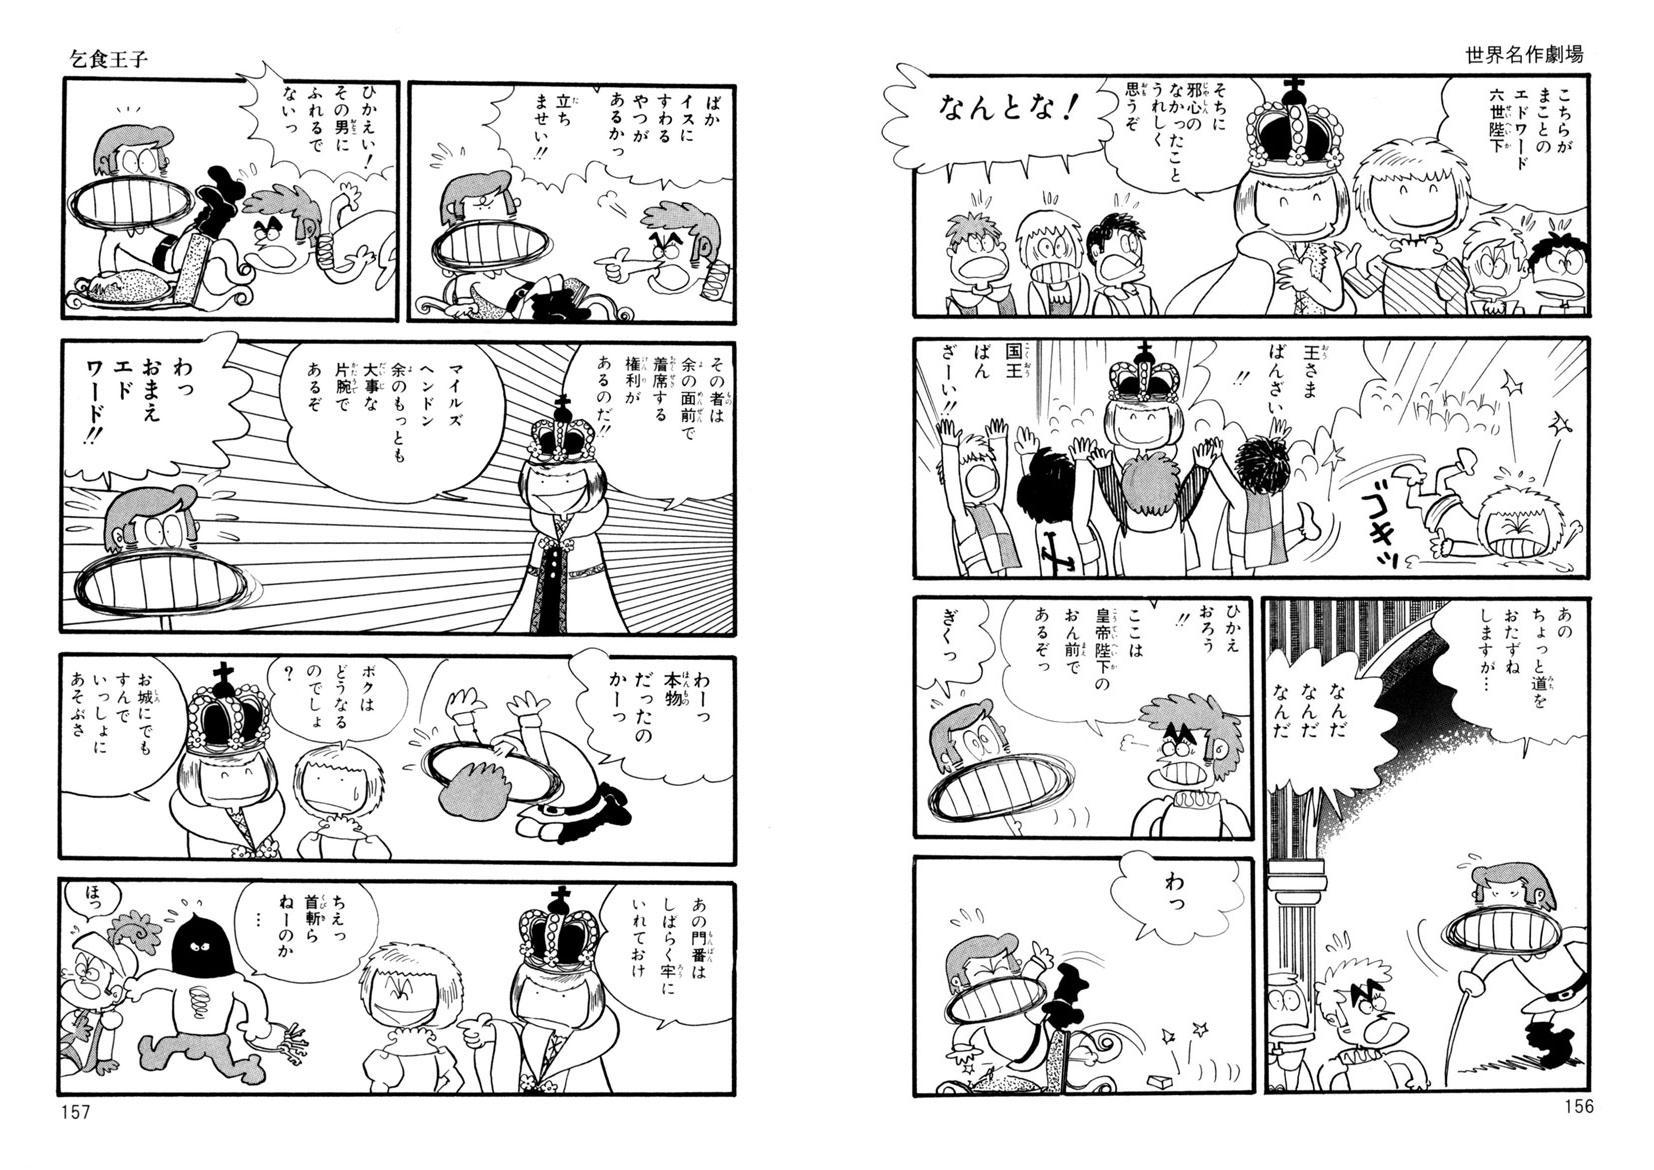 世界名作劇場
こちらが
まことの
エドワード
六世陛下
そちに
邪心の
なかったこと
うれしく
思うぞ
なんとな!
王さま
ばんざい
!!
国王
ばん
ざーい!!
ゴキッ
あの
ちょっと道を
おたずね
しますが…
なんだ
なんだ
なんだ
ひかえ
おろう
!!
ここは
皇帝陛下の
おん前で
あるぞっ
ぎくっ
わっ
156
乞食王子
ばか
イスに
すわる
やつが
あるかっ
立ち
ませい!!
ひかえい!
その男に
ふれるで
ないっ
その者は
余の面前で
着席する
権利が
あるのだ!!
マイルズ
ヘンドン
余のもっとも
大事な
片腕で
あるぞ
わっ
おまえ
エド
ワード!!
わーっ
本物
だったの
かーっ
ボクは
どうなる
のでしょ
?
お城にでも
すんで
いっしょに
あそぶさ
あの門番は
しばらく牢に
いれておけ
ちえっ
首斬ら
ねーのか
…
ほっ
157